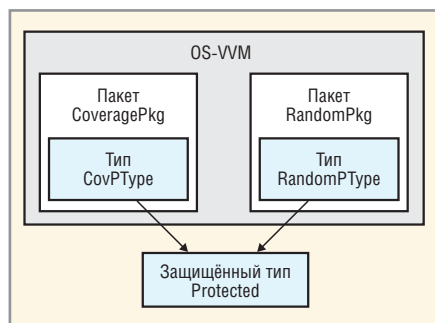 OS-VVM
Пакет
CoveragePkg
Пакет
RandomPkg
Тип
CovPType
Тип
RandomPType
Защищённый тип
Protected